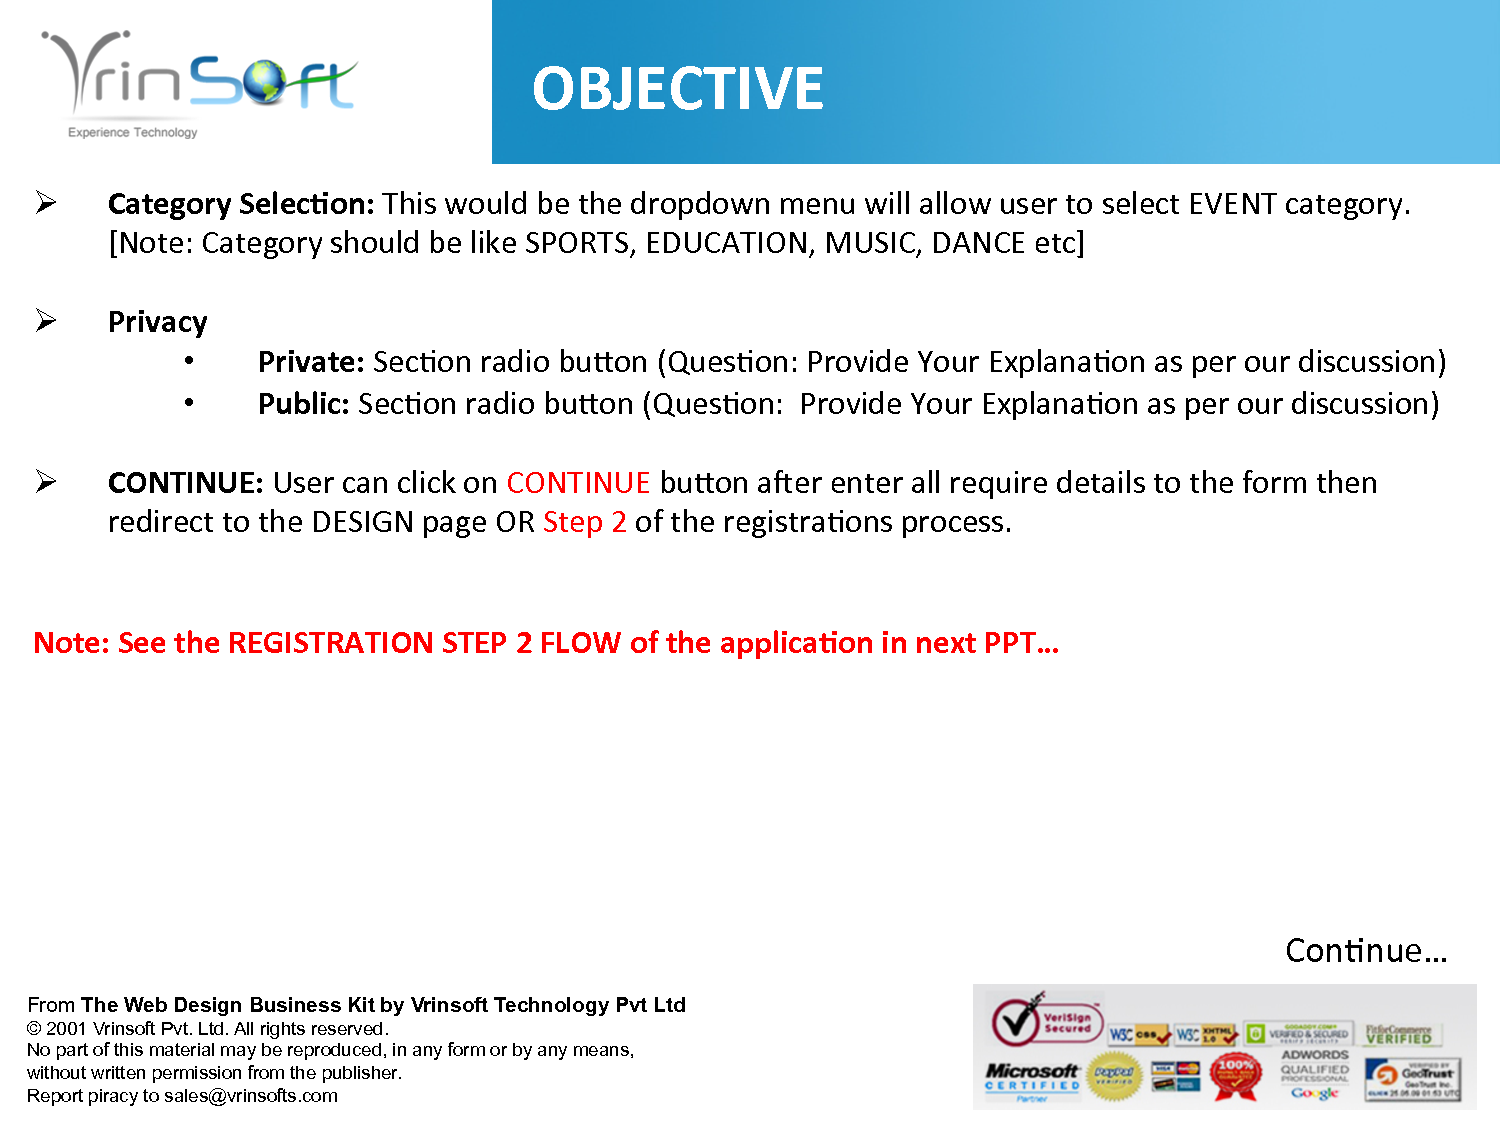 VrinSoft
Experience Technology
OBJECTIVE
➢ Category Selection: This would be the dropdown menu will allow user to select EVENT category.
[Note: Category should be like SPORTS, EDUCATION, MUSIC, DANCE etc]
➢ Privacy
• Private: Section radio button (Question: Provide Your Explanation as per our discussion)
• Public: Section radio button (Question:  Provide Your Explanation as per our discussion)
➢ CONTINUE: User can click on CONTINUE button after enter all require details to the form then
redirect to the DESIGN page OR Step 2 of the registrations process.
Note: See the REGISTRATION STEP 2 FLOW of the application in next PPT...
Continue...
From The Web Design Business Kit by Vrinsoft Technology Pvt Ltd
© 2001 Vrinsoft Pvt. Ltd. All rights reserved.
No part of this material may be reproduced, in any form or by any means,
without written permission from the publisher.
Report piracy to sales@vrinsofts.com
VeriSign
Secured
W3C CSS
W3C XHTML 1.0
VERIFIED & SECURED
FitforCommerce
VERIFIED
Microsoft
CERTIFIED
Partner
PayPal
VERIFIED
100%
ADWORDS
QUALIFIED
PROFESSIONAL
Google
VERIFIED BY
GeoTrust
GeoTrust Inc.